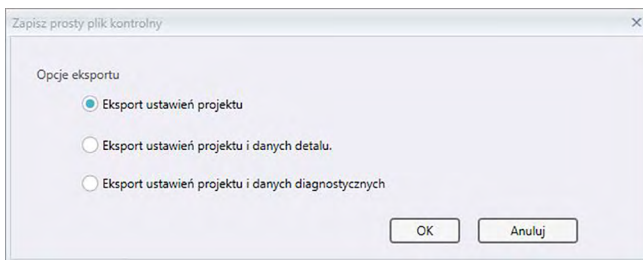 Zapisz prosty plik kontrolny
Opcje eksportu
Eksport ustawień projektu
Eksport ustawień projektu i danych detalu.
Eksport ustawień projektu i danych diagnostycznych
OK Anuluj